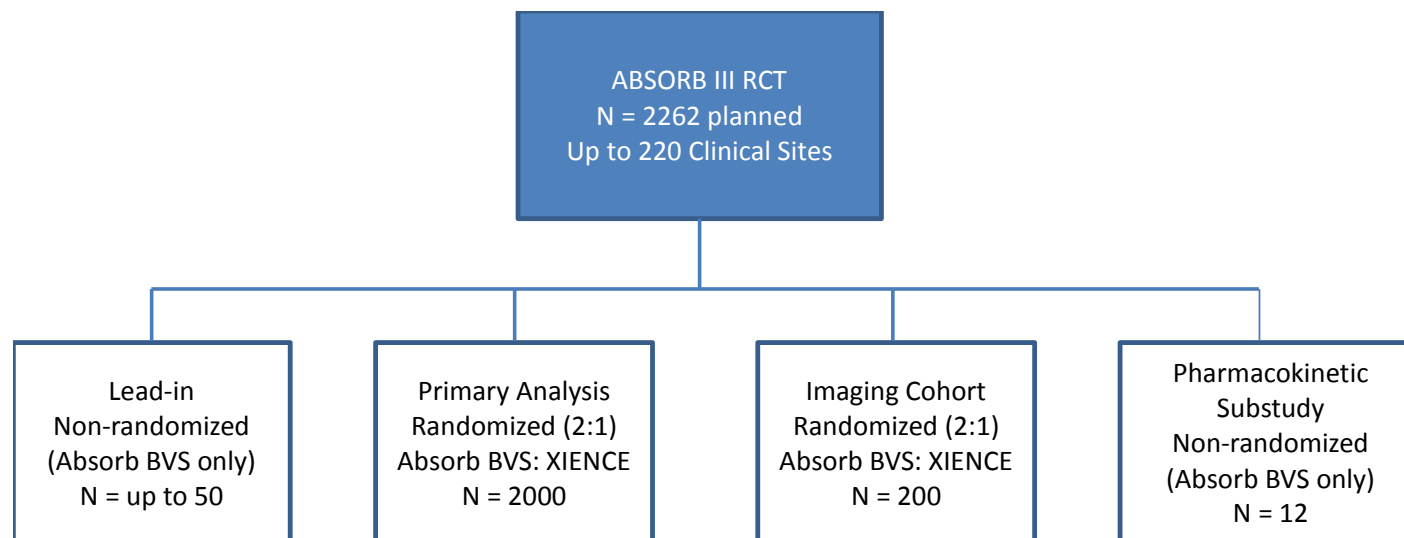 ABSORB III RCT
N = 2262 planned
Up to 220 Clinical Sites
Lead-in
Non-randomized
(Absorb BVS only)
N = up to 50
Primary Analysis
Randomized (2:1)
Absorb BVS: XIENCE
N = 2000
Imaging Cohort
Randomized (2:1)
Absorb BVS: XIENCE
N = 200
Pharmacokinetic
Substudy
Non-randomized
(Absorb BVS only)
N = 12